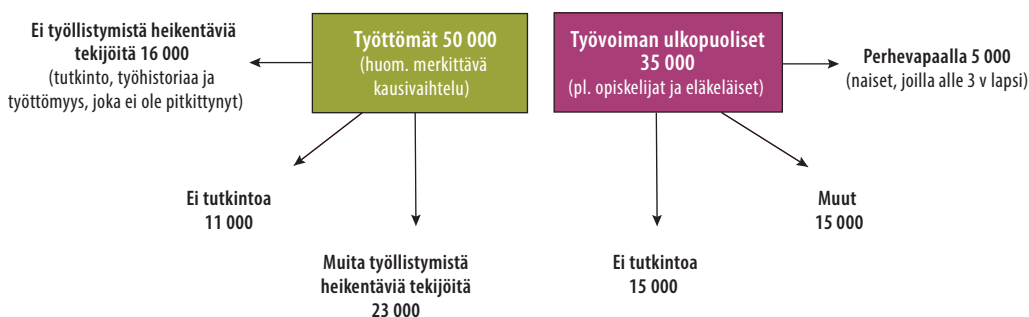 Ei työllistymistä heikentäviä
tekijöitä 16 000
(tutkinto, työhistoriaa ja
työttömyys, joka ei ole pitkittynyt)
Työttömät 50 000
(huom. merkittävä
kausivaihtelu)
Työvoiman ulkopuoliset
35 000
(pl. opiskelijat ja eläkeläiset)
Perhevapaalla 5 000
(naiset, joilla alle 3 v lapsi)
Ei tutkintoa
11 000
Muut
15 000
Muita työllistymistä
heikentäviä tekijöitä
23 000
Ei tutkintoa
15 000